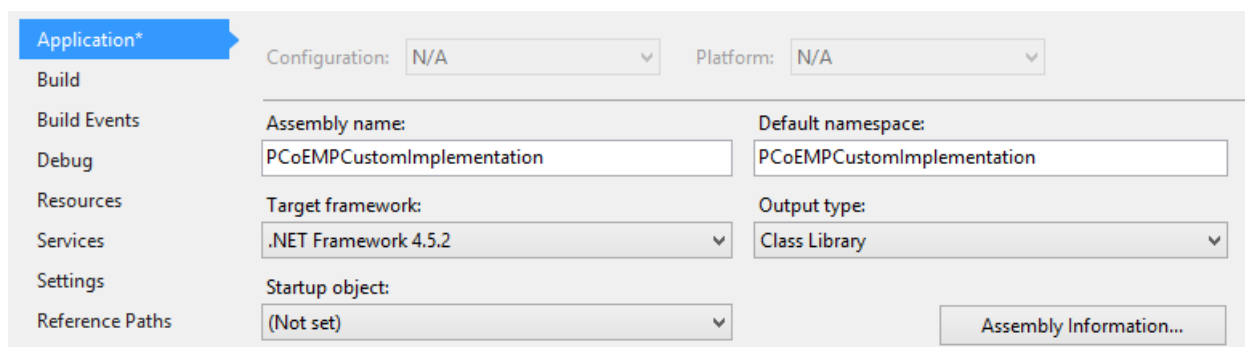 Application*
Build
Build Events
Debug
Resources
Services
Settings
Reference Paths
Configuration: N/A Platform: N/A
Assembly name: Default namespace:
PCoEMPCustomImplementation PCoEMPCustomImplementation
Target framework: Output type:
.NET Framework 4.5.2 Class Library
Startup object:
(Not set) Assembly Information...